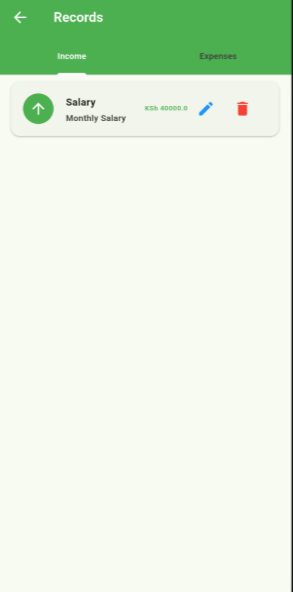 Records
Income
Expenses
Salary
KSh 40000.0
Monthly Salary